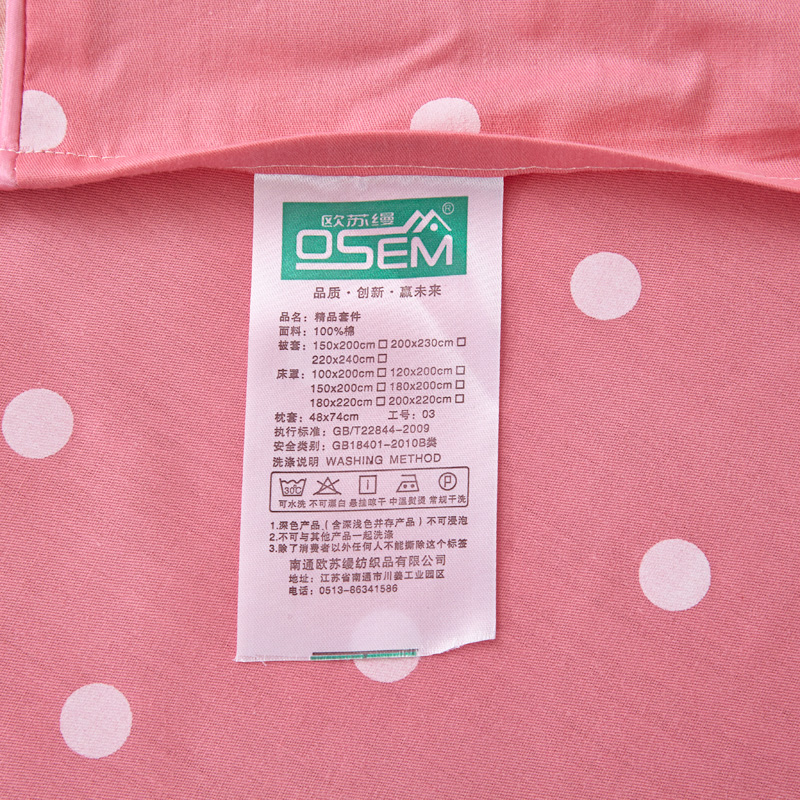 欧苏缦®
OSEM
品质·创新·赢未来
品名：精品套件
面料：100%棉
被套：150x200cm□ 200x230cm□
220x240cm□
床罩：100x200cm□ 120x200cm□
150x200cm□ 180x200cm□
180x220cm□ 200x220cm□
枕套：48x74cm 工号：03
执行标准：GB/T22844-2009
安全类别：GB18401-2010B类
洗涤说明 WASHING METHOD
30C P
可水洗 不可漂白 悬挂晾干 中温熨烫 常规干洗
1.深色产品（含深浅色并存产品）不可浸泡
2.不可与其他产品一起洗涤
3.除了消费者以外任何人不能撕除这个标签
南通欧苏缦纺织品有限公司
地址：江苏省南通市川姜工业园区
电话：0513-86341586